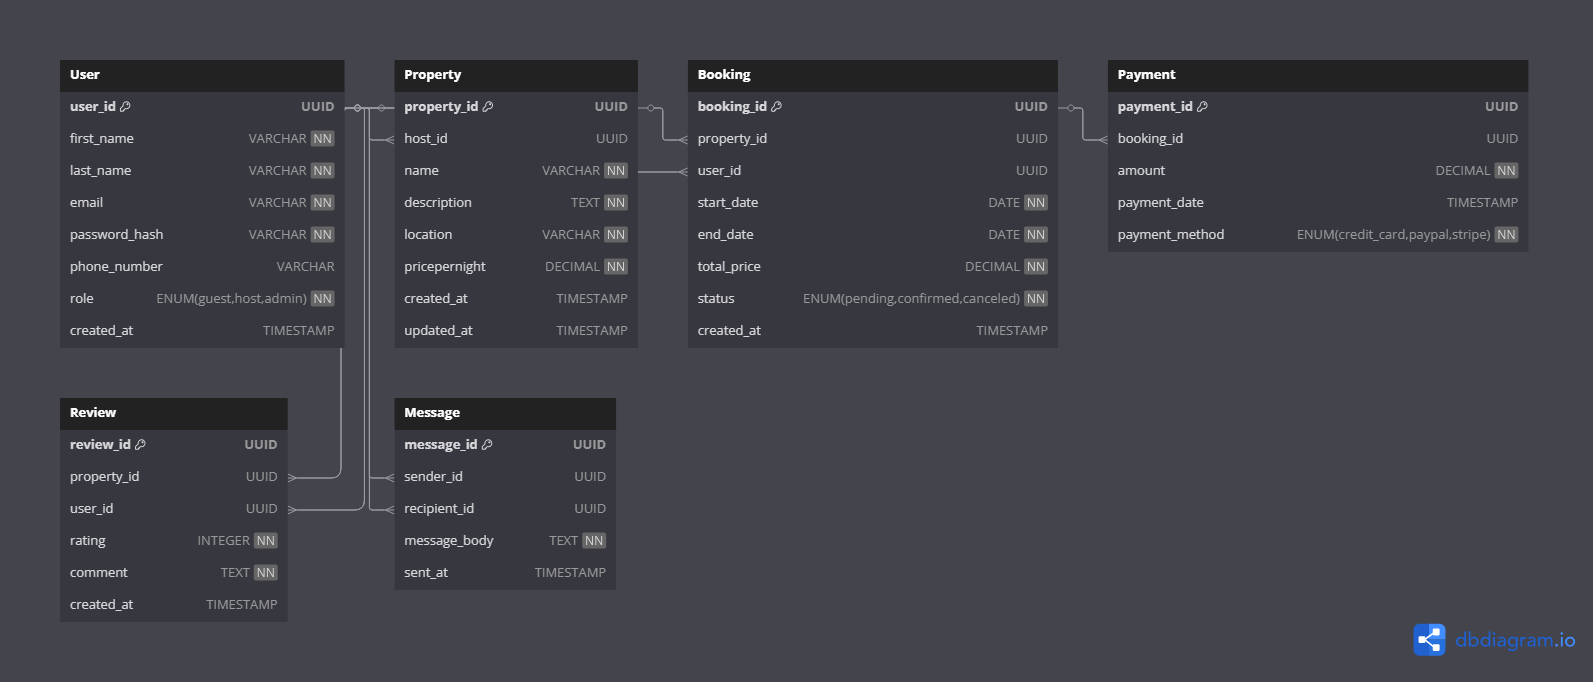 User
user_id UUID
first_name VARCHAR NN
last_name VARCHAR NN
email VARCHAR NN
password_hash VARCHAR NN
phone_number VARCHAR
role ENUM(guest,host,admin) NN
created_at TIMESTAMP
Property
property_id UUID
host_id UUID
name VARCHAR NN
description TEXT NN
location VARCHAR NN
pricepernight DECIMAL NN
created_at TIMESTAMP
updated_at TIMESTAMP
Booking
booking_id UUID
property_id UUID
user_id UUID
start_date DATE NN
end_date DATE NN
total_price DECIMAL NN
status ENUM(pending,confirmed,canceled) NN
created_at TIMESTAMP
Payment
payment_id UUID
booking_id UUID
amount DECIMAL NN
payment_date TIMESTAMP
payment_method ENUM(credit_card,paypal,stripe) NN
Review
review_id UUID
property_id UUID
user_id UUID
rating INTEGER NN
comment TEXT NN
created_at TIMESTAMP
Message
message_id UUID
sender_id UUID
recipient_id UUID
message_body TEXT NN
sent_at TIMESTAMP
dbdiagram.io